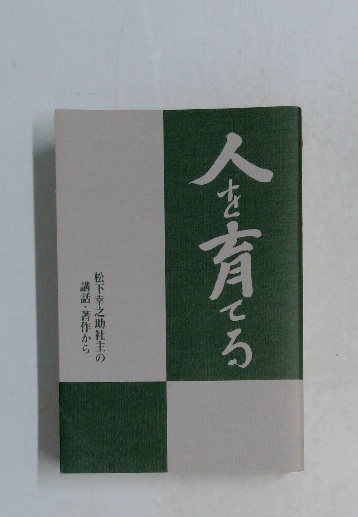 人を育てる
松下幸之助社主の
講話・著作から